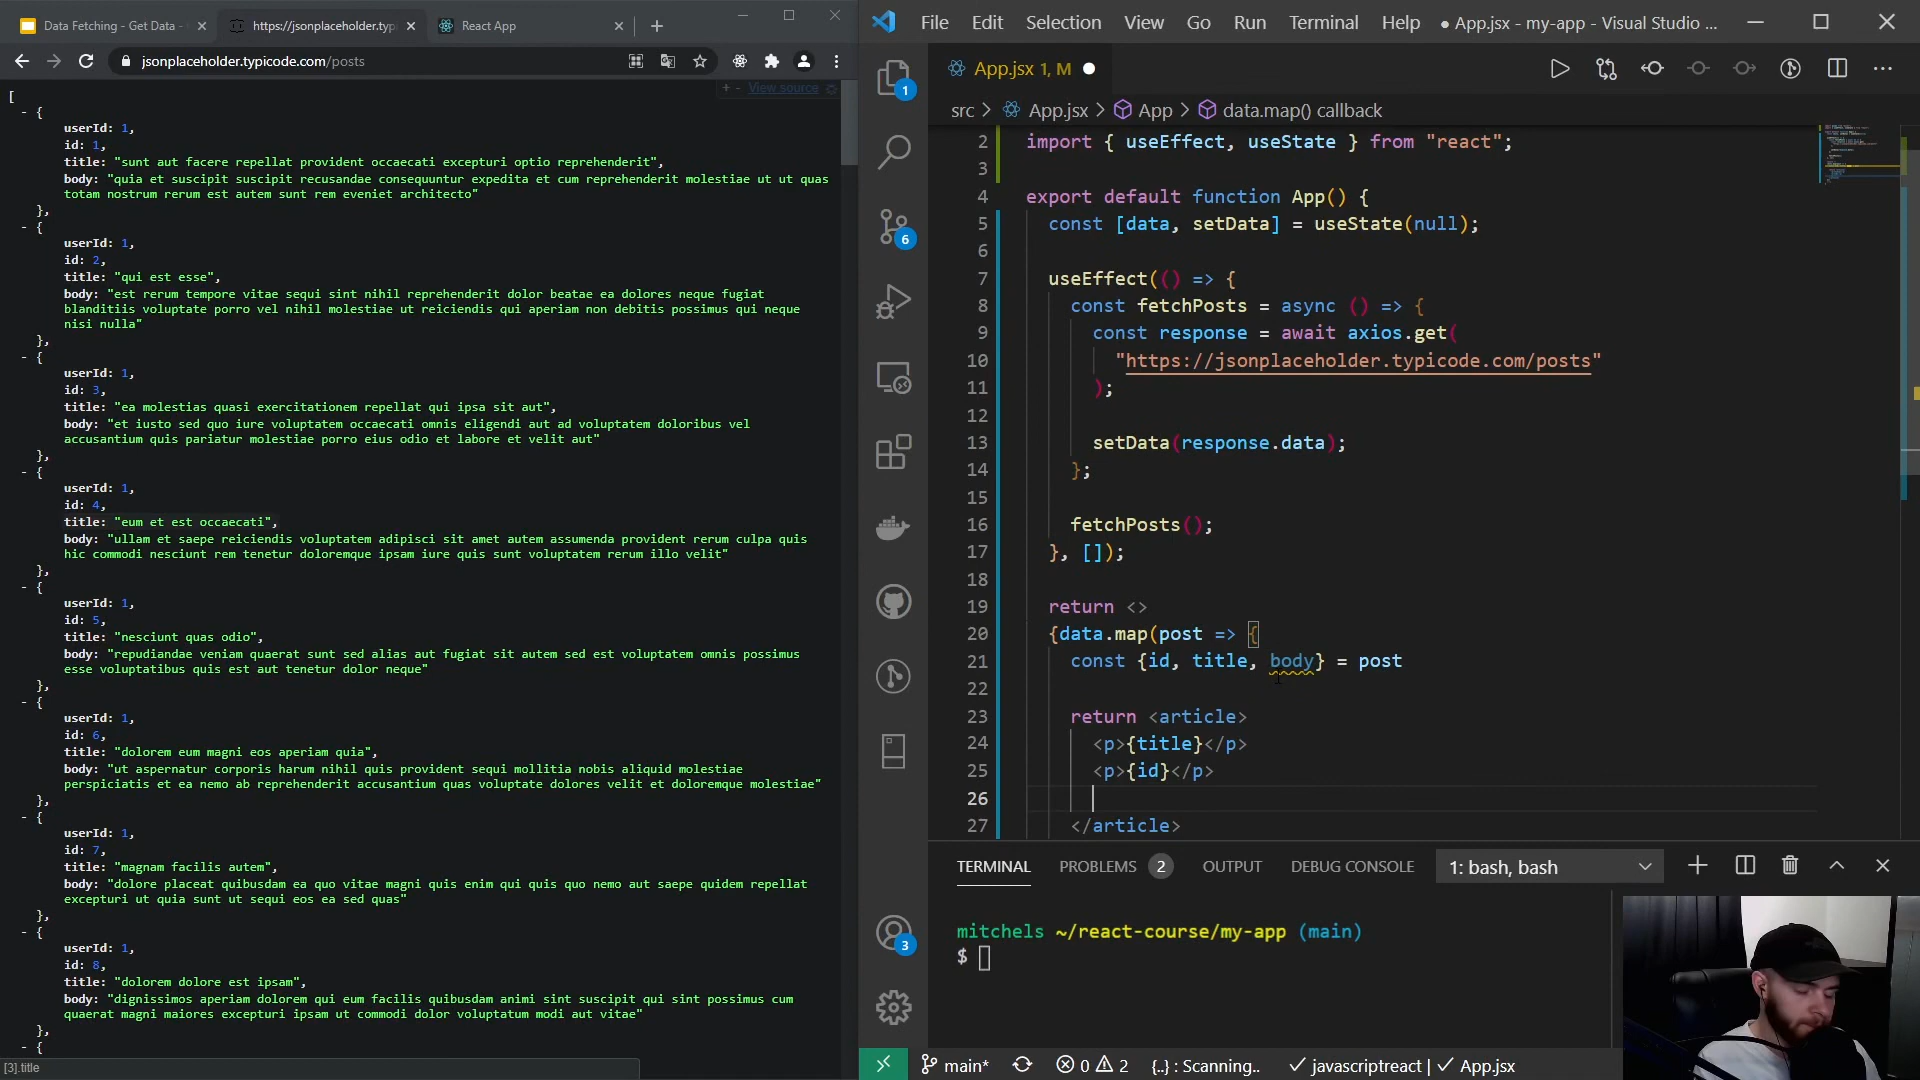 Data Fetching - Get Data -
https://jsonplaceholder.typ
React App
jsonplaceholder.typicode.com/posts
+ - View source
[
- {
userId: 1,
id: 1,
title: "sunt aut facere repellat provident occaecati excepturi optio reprehenderit",
body: "quia et suscipit suscipit recusandae consequuntur expedita et cum reprehenderit molestiae ut ut quas
totam nostrum rerum est autem sunt rem eveniet architecto"
},
- {
userId: 1,
id: 2,
title: "qui est esse",
body: "est rerum tempore vitae sequi sint nihil reprehenderit dolor beatae ea dolores neque fugiat
blanditiis voluptate porro vel nihil molestiae ut reiciendis qui aperiam non debitis possimus qui neque
nisi nulla"
},
- {
userId: 1,
id: 3,
title: "ea molestias quasi exercitationem repellat qui ipsa sit aut",
body: "et iusto sed quo iure voluptatem occaecati omnis eligendi aut ad voluptatem doloribus vel
accusantium quis pariatur molestiae porro eius odio et labore et velit aut"
},
- {
userId: 1,
id: 4,
title: "eum et est occaecati",
body: "ullam et saepe reiciendis voluptatem adipisci sit amet autem assumenda provident rerum culpa quis
hic commodi nesciunt rem tenetur doloremque ipsam iure quis sunt voluptatem rerum illo velit"
},
- {
userId: 1,
id: 5,
title: "nesciunt quas odio",
body: "repudiandae veniam quaerat sunt sed alias aut fugiat sit autem sed est voluptatem omnis possimus
esse voluptatibus quis est aut tenetur dolor neque"
},
- {
userId: 1,
id: 6,
title: "dolorem eum magni eos aperiam quia",
body: "ut aspernatur corporis harum nihil quis provident sequi mollitia nobis aliquid molestiae
perspiciatis et ea nemo ab reprehenderit accusantium quas voluptate dolores velit et doloremque molestiae"
},
- {
userId: 1,
id: 7,
title: "magnam facilis autem",
body: "dolore placeat quibusdam ea quo vitae magni quis enim qui quis quo nemo aut saepe quidem repellat
excepturi ut quia sunt ut sequi eos ea sed quas"
},
- {
userId: 1,
id: 8,
title: "dolorem dolore est ipsam",
body: "dignissimos aperiam dolorem qui eum facilis quibusdam animi sint suscipit qui sint possimus cum
quaerat magni maiores excepturi ipsam ut commodi dolor voluptatum modi aut vitae"
},
- {
[3].title
File Edit Selection View Go Run Terminal Help ● App.jsx - my-app - Visual Studio ...
App.jsx 1, M
src > App.jsx > App > data.map() callback
1
6
3
2 import { useEffect, useState } from "react";
3
4 export default function App() {
5 const [data, setData] = useState(null);
6
7 useEffect(() => {
8 const fetchPosts = async () => {
9 const response = await axios.get(
10 "https://jsonplaceholder.typicode.com/posts"
11 );
12
13 setData(response.data);
14 };
15
16 fetchPosts();
17 }, []);
18
19 return <>
20 {data.map(post => {
21 const {id, title, body} = post
22
23 return <article>
24 <p>{title}</p>
25 <p>{id}</p>
26
27 </article>
TERMINAL PROBLEMS 2 OUTPUT DEBUG CONSOLE 1: bash, bash
mitchels ~/react-course/my-app (main)
$
main* 0 2 {..} : Scanning.. ✓ javascriptreact | ✓ App.jsx